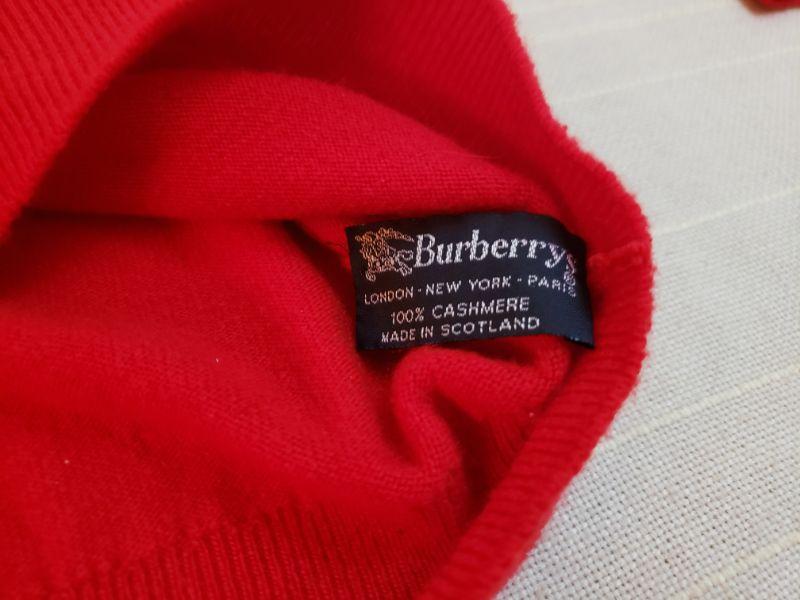 Burberrys
LONDON - NEW YORK - PARIS
100% CASHMERE
MADE IN SCOTLAND